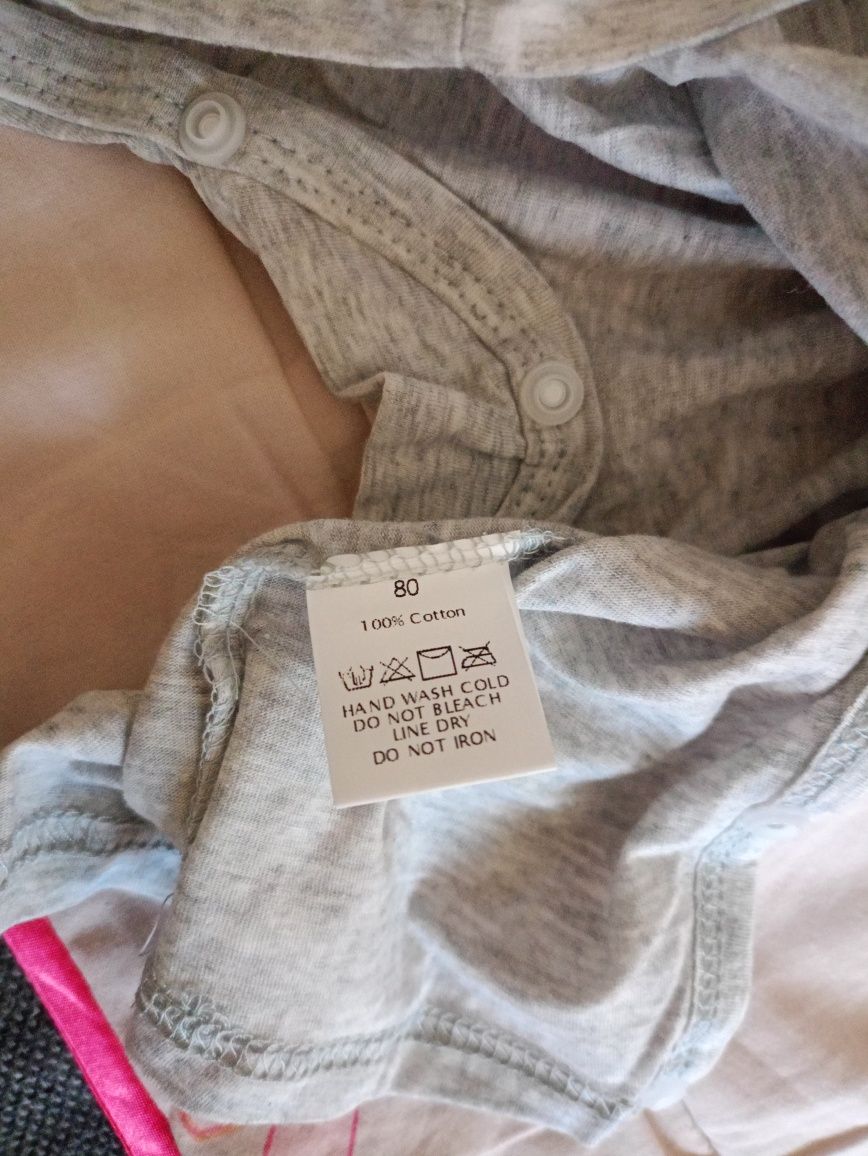 80
100% Cotton
HAND WASH COLD
DO NOT BLEACH
LINE DRY
DO NOT IRON